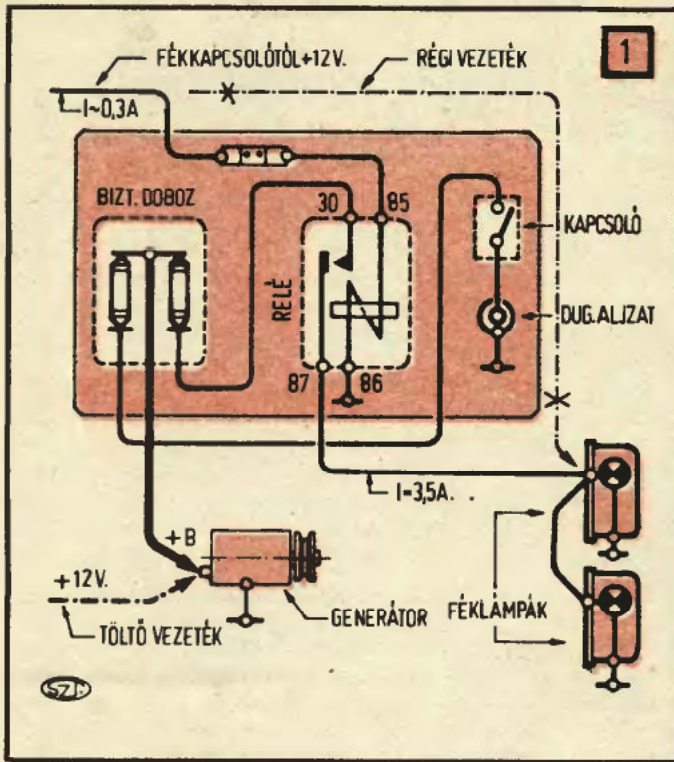 1
FÉKKAPCSOLÓTÓL+12V.
RÉGI VEZETÉK
I~0,3A
BIZT. DOBOZ
30
85
KAPCSOLÓ
RELÉ
DUG.ALJZAT
87
86
I=3,5A.
+B
+12V.
GENERÁTOR
FÉKLÁMPÁK
TÖLTŐ VEZETÉK